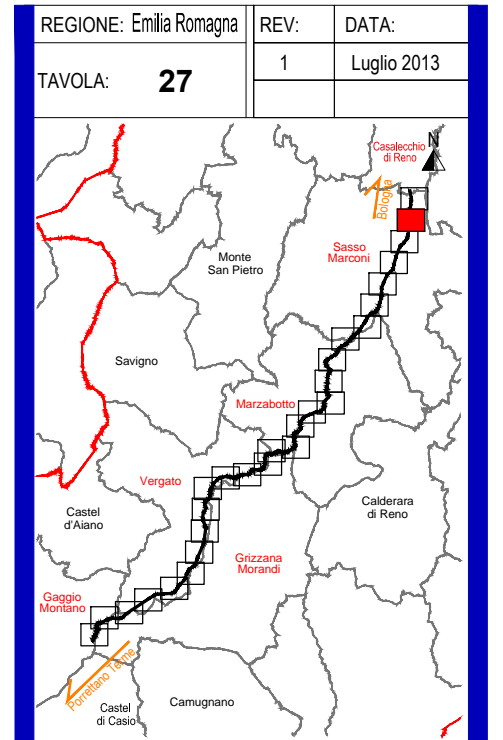 REGIONE: Emilia Romagna
REV:
DATA:
TAVOLA: 27
1
Luglio 2013
Casalecchio
di Reno
N
Bologna
Sasso
Marconi
Monte
San Pietro
Savigno
Marzabotto
Vergato
Castel
d'Aiano
Calderara
di Reno
Grizzana
Morandi
Gaggio
Montano
Porrettano Terme
Castel
di Casio
Camugnano